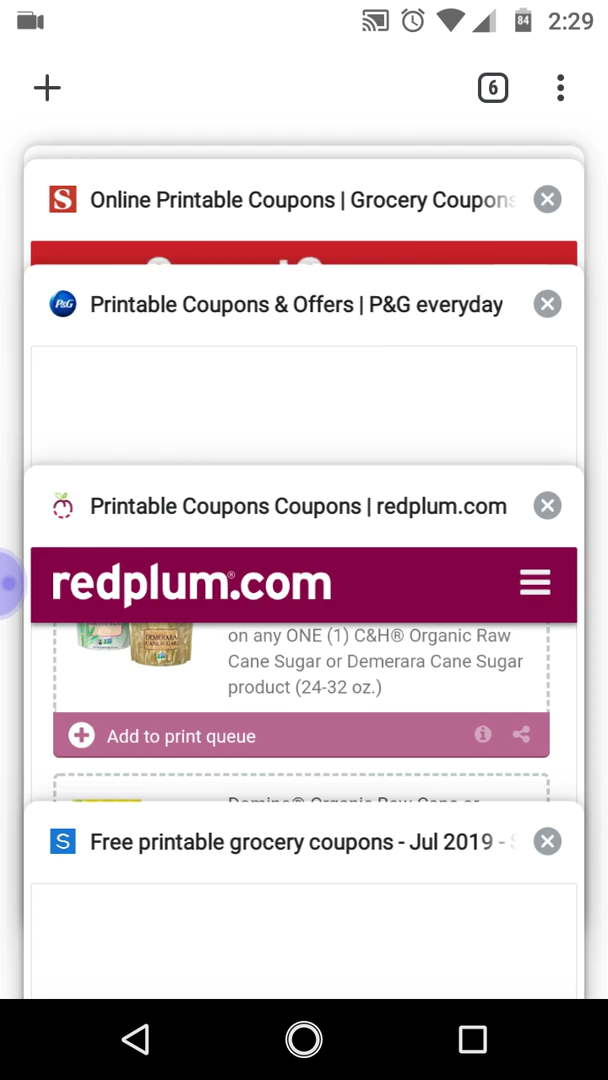 84 2:29
6
S Online Printable Coupons | Grocery Coupons
P&G Printable Coupons & Offers | P&G everyday
Printable Coupons Coupons | redplum.com
redplum.com®
on any ONE (1) C&H® Organic Raw
DEMERARA Cane Sugar or Demerara Cane Sugar
product (24-32 oz.)
Add to print queue
S Free printable grocery coupons - Jul 2019 -